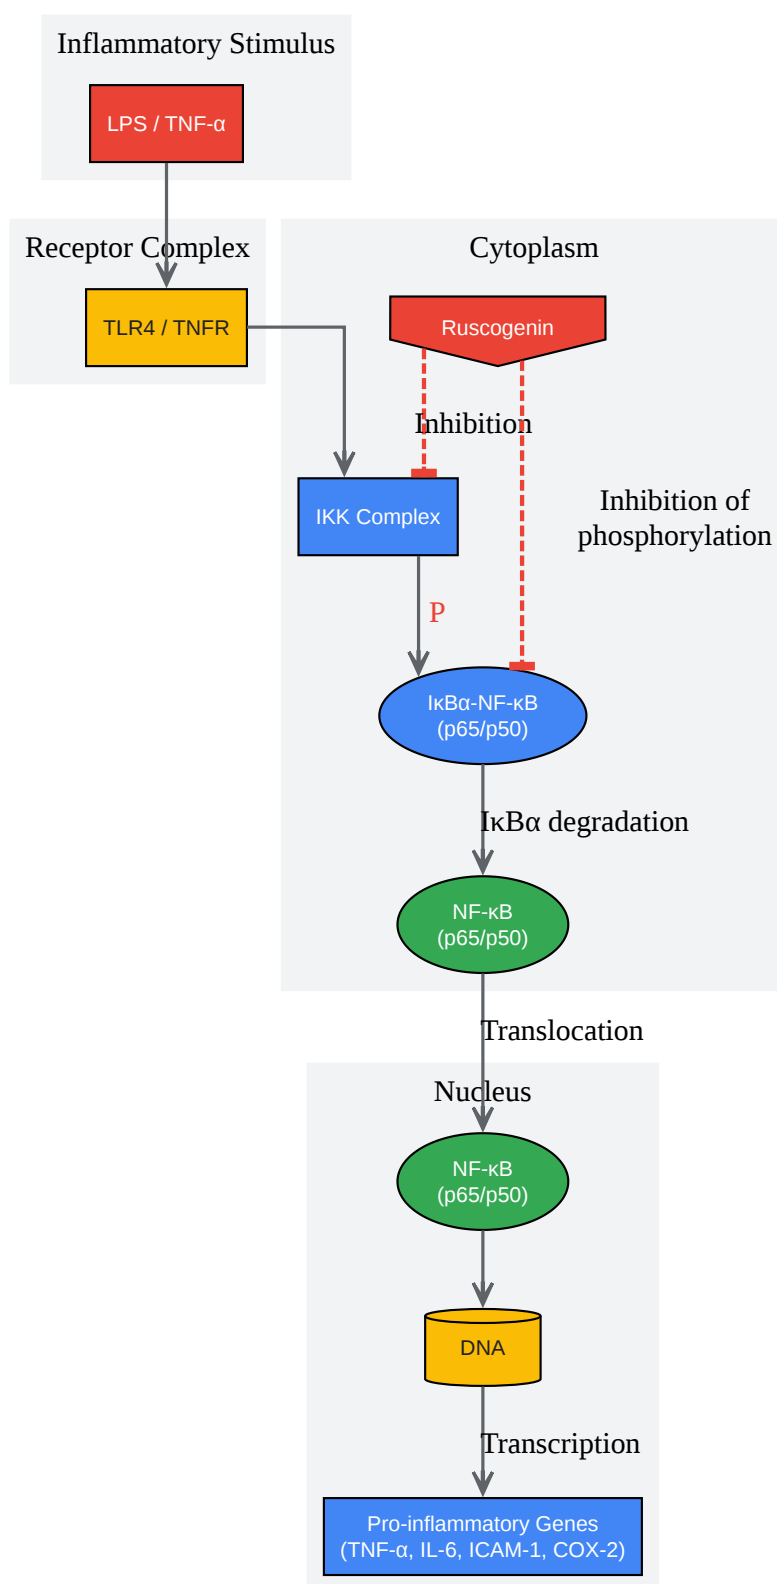 Inflammatory Stimulus
LPS / TNF-α
Receptor Complex
Cytoplasm
TLR4 / TNFR
Ruscogenin
Inhibition
Inhibition of
phosphorylation
IKK Complex
P
IκBα-NF-κB
(p65/p50)
IκBα degradation
NF-κB
(p65/p50)
Translocation
Nucleus
NF-κB
(p65/p50)
DNA
Transcription
Pro-inflammatory Genes
(TNF-α, IL-6, ICAM-1, COX-2)